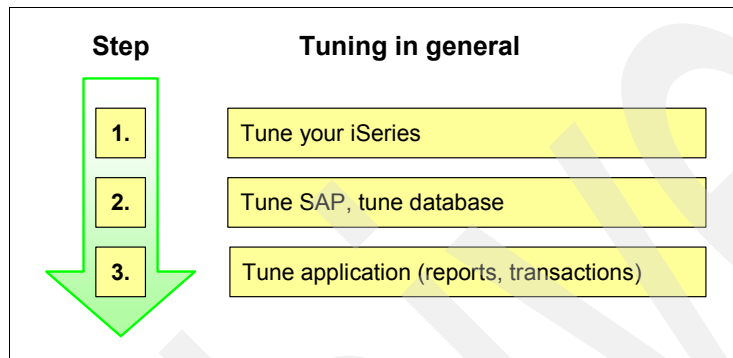 Step Tuning in general
1. Tune your iSeries
2. Tune SAP, tune database
3. Tune application (reports, transactions)